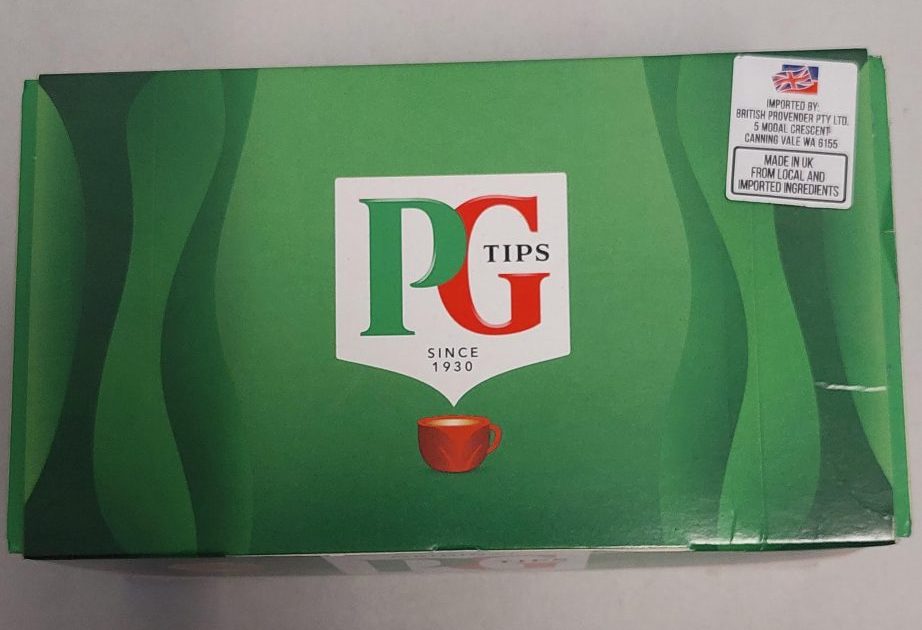 PG
TIPS
SINCE
1930
IMPORTED BY:
BRITISH PROVENDER PTY LTD.
5 MODAL CRESCENT
CANNING VALE WA 6155
MADE IN UK
FROM LOCAL AND
IMPORTED INGREDIENTS